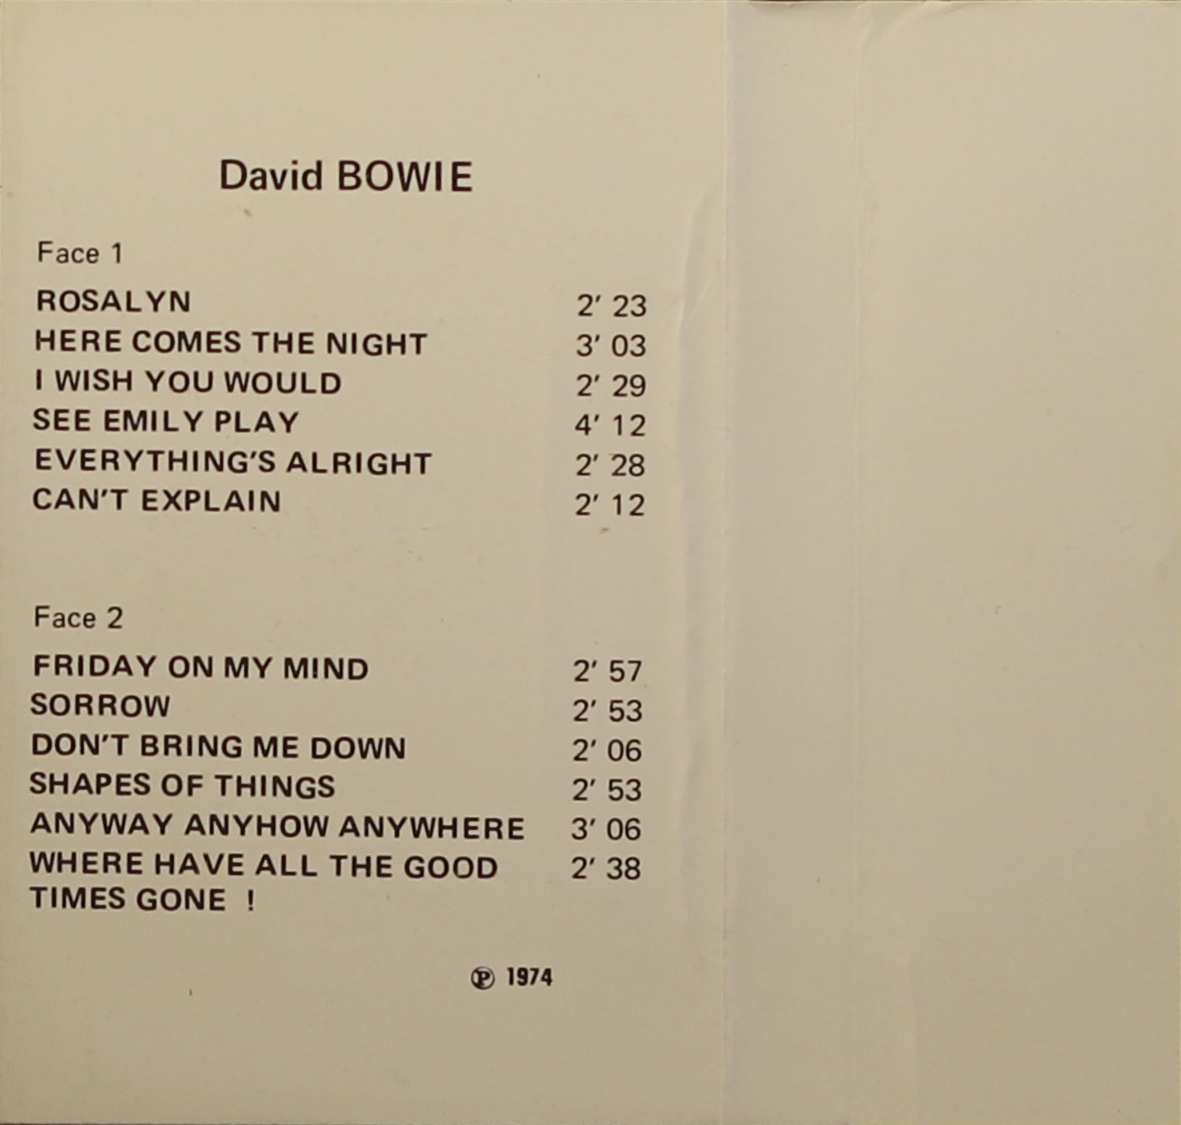 David BOWIE
Face 1
ROSALYN 2' 23
HERE COMES THE NIGHT 3' 03
I WISH YOU WOULD 2' 29
SEE EMILY PLAY 4' 12
EVERYTHING'S ALRIGHT 2' 28
CAN'T EXPLAIN 2' 12
Face 2
FRIDAY ON MY MIND 2' 57
SORROW 2' 53
DON'T BRING ME DOWN 2' 06
SHAPES OF THINGS 2' 53
ANYWAY ANYHOW ANYWHERE 3' 06
WHERE HAVE ALL THE GOOD 2' 38
TIMES GONE !
℗ 1974